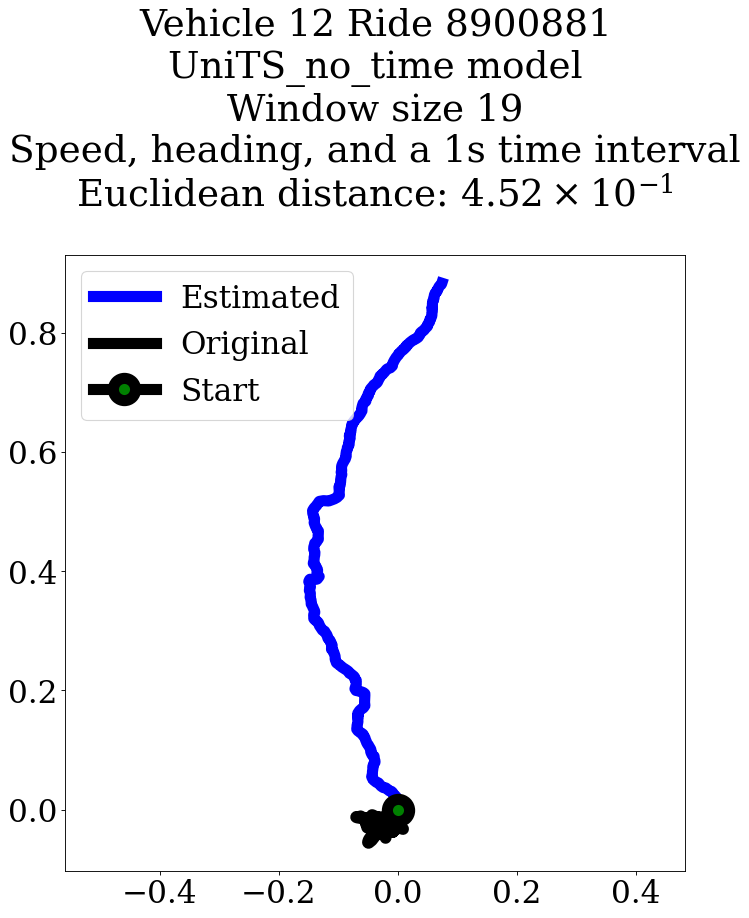 Vehicle 12 Ride 8900881
UniTS_no_time model
Window size 19
Speed, heading, and a 1s time interval
Euclidean distance: 4.52 × 10⁻¹
Estimated
Original
Start
0.8
0.6
0.4
0.2
0.0
−0.4
−0.2
0.0
0.2
0.4